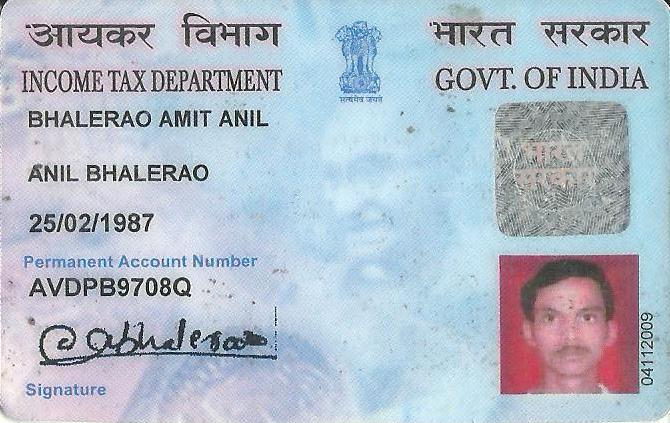 आयकर विभाग
INCOME TAX DEPARTMENT
सत्यमेव जयते
भारत सरकार
GOVT. OF INDIA
BHALERAO AMIT ANIL
ANIL BHALERAO
25/02/1987
Permanent Account Number
AVDPB9708Q
Signature
भारत
सरकार
04112009